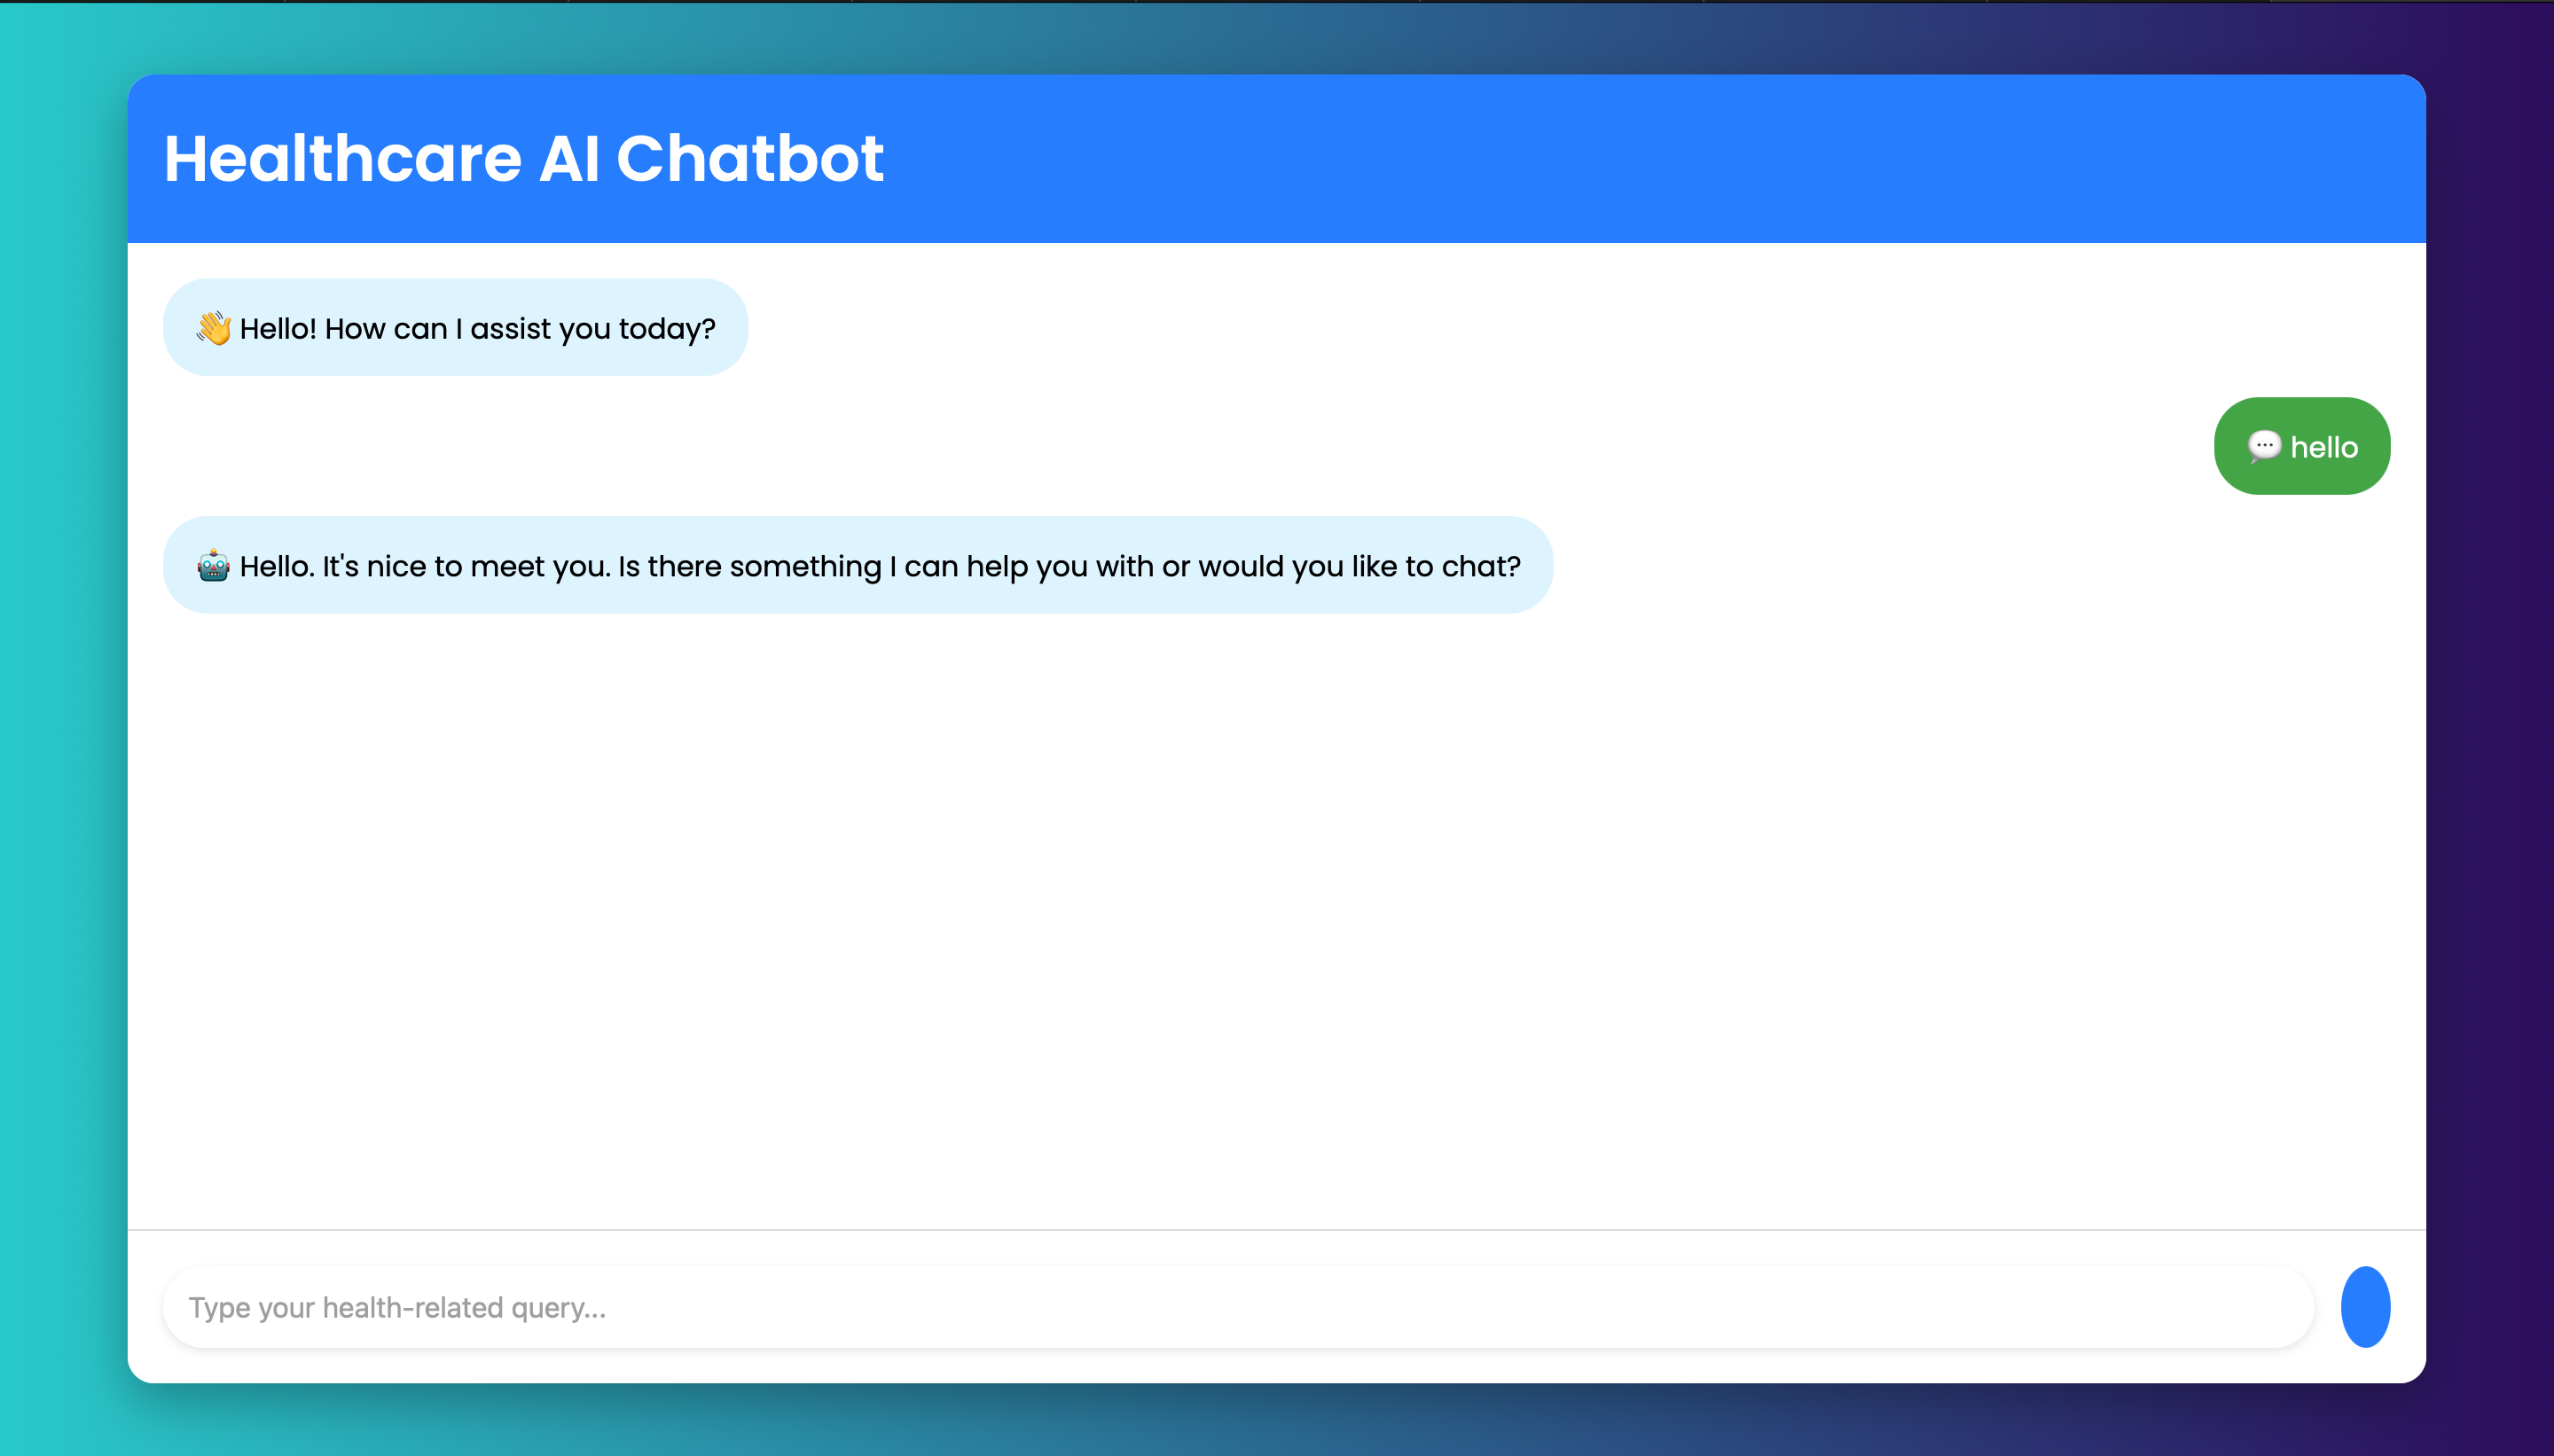 Healthcare AI Chatbot
👋 Hello! How can I assist you today?
💬 hello
🤖 Hello. It's nice to meet you. Is there something I can help you with or would you like to chat?
Type your health-related query...